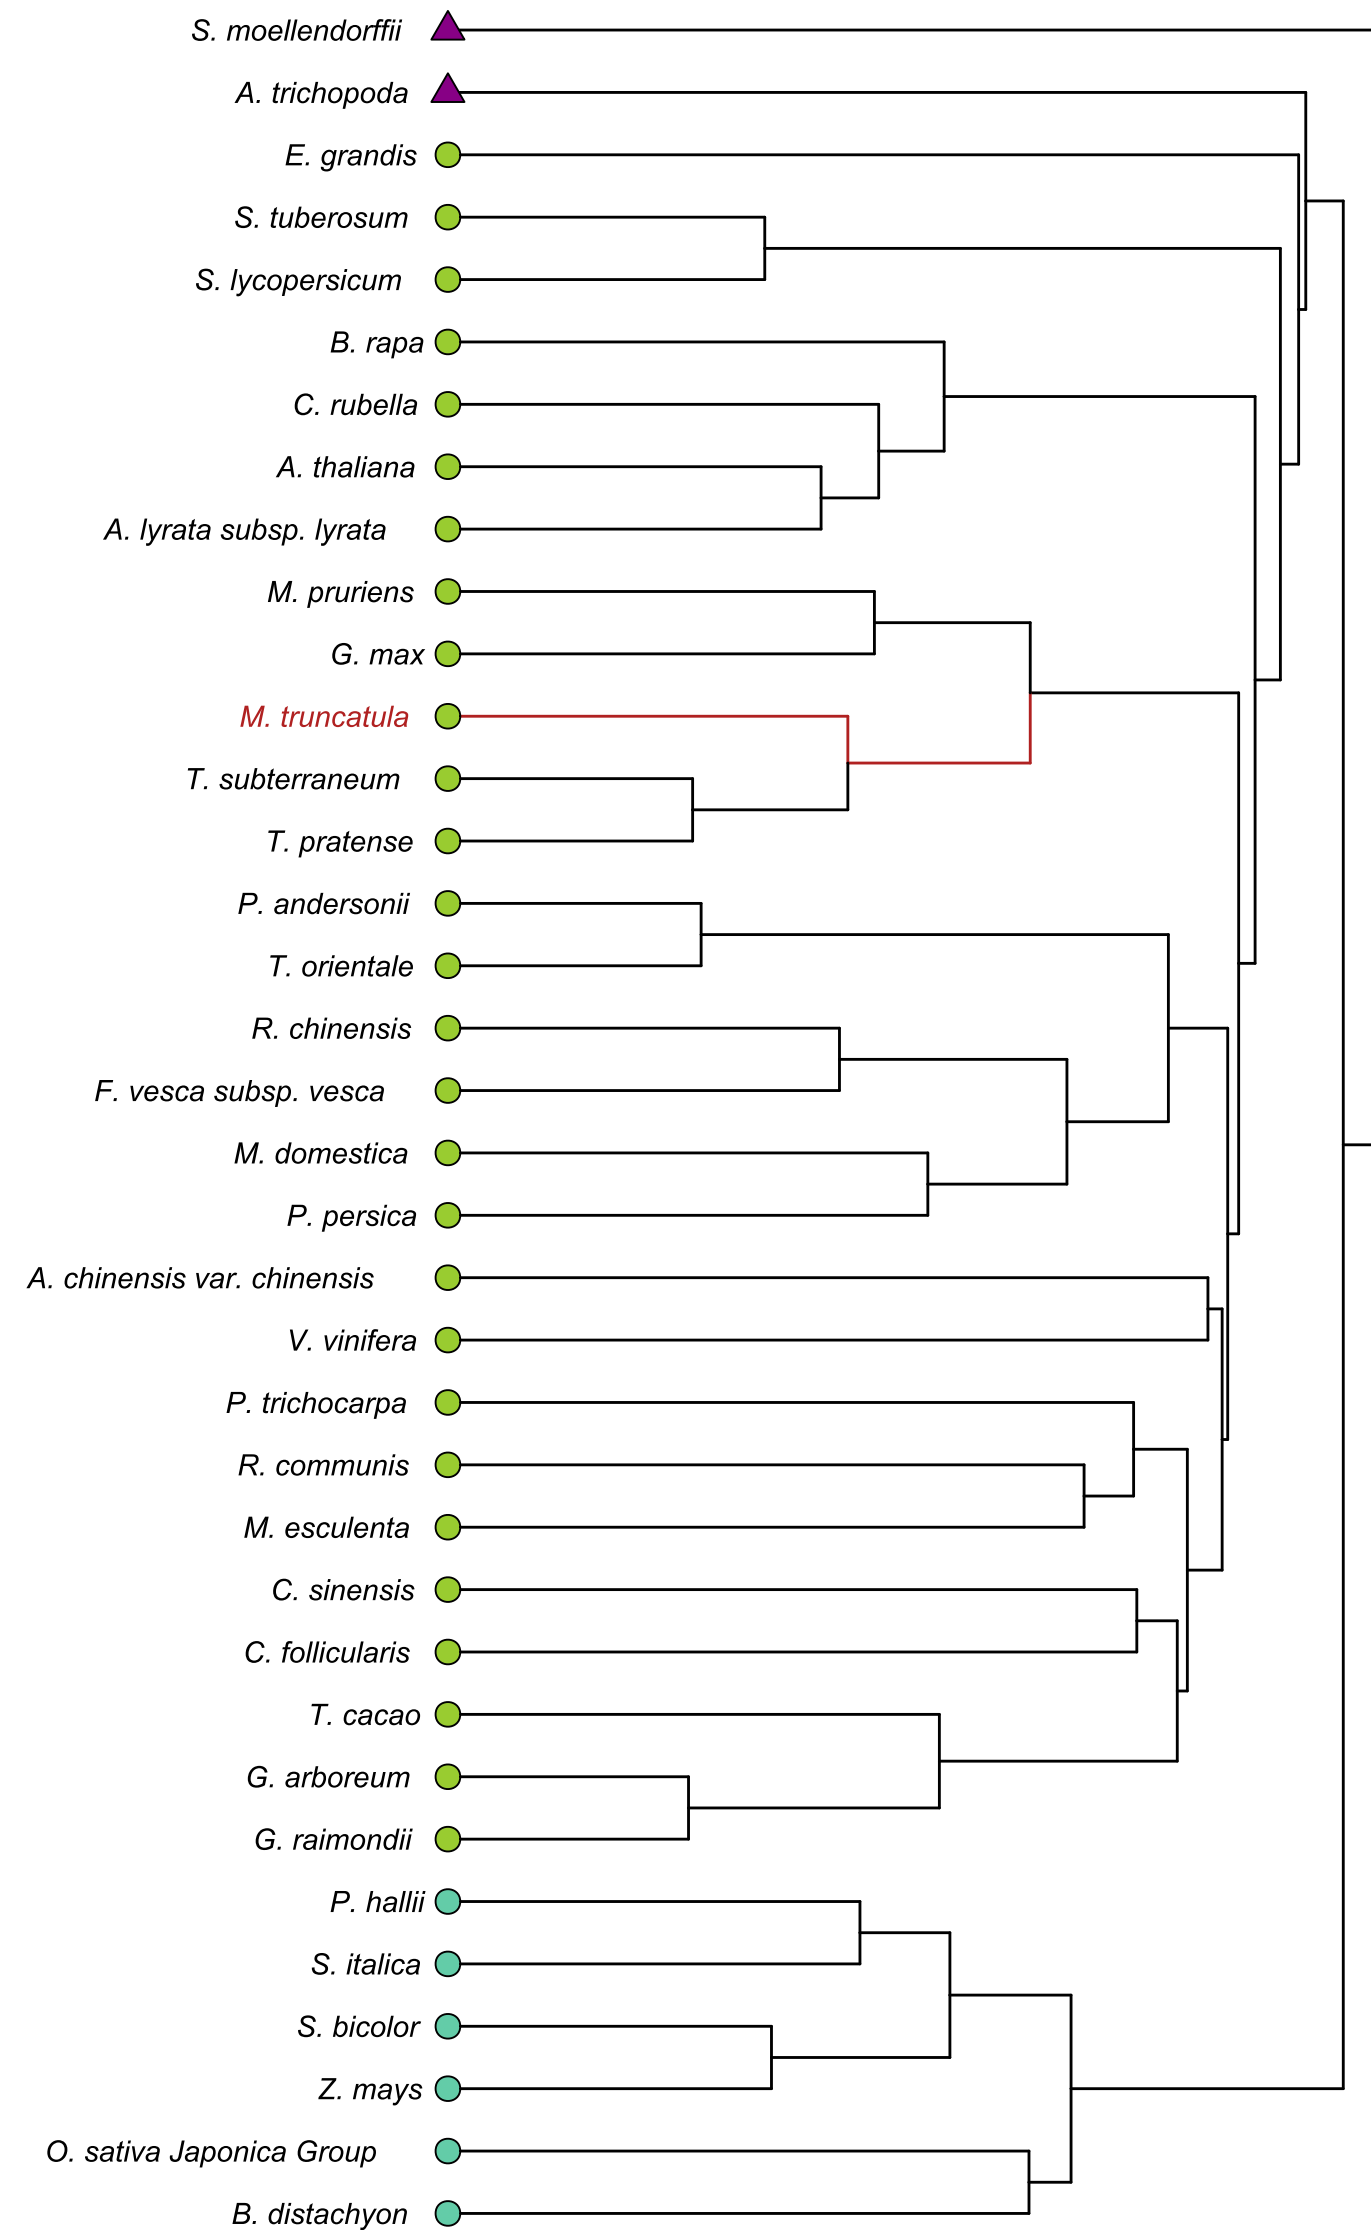 S. moellendorffii
A. trichopoda
E. grandis
S. tuberosum
S. lycopersicum
B. rapa
C. rubella
A. thaliana
A. lyrata subsp. lyrata
M. pruriens
G. max
M. truncatula
T. subterraneum
T. pratense
P. andersonii
T. orientale
R. chinensis
F. vesca subsp. vesca
M. domestica
P. persica
A. chinensis var. chinensis
V. vinifera
P. trichocarpa
R. communis
M. esculenta
C. sinensis
C. follicularis
T. cacao
G. arboreum
G. raimondii
P. hallii
S. italica
S. bicolor
Z. mays
O. sativa Japonica Group
B. distachyon